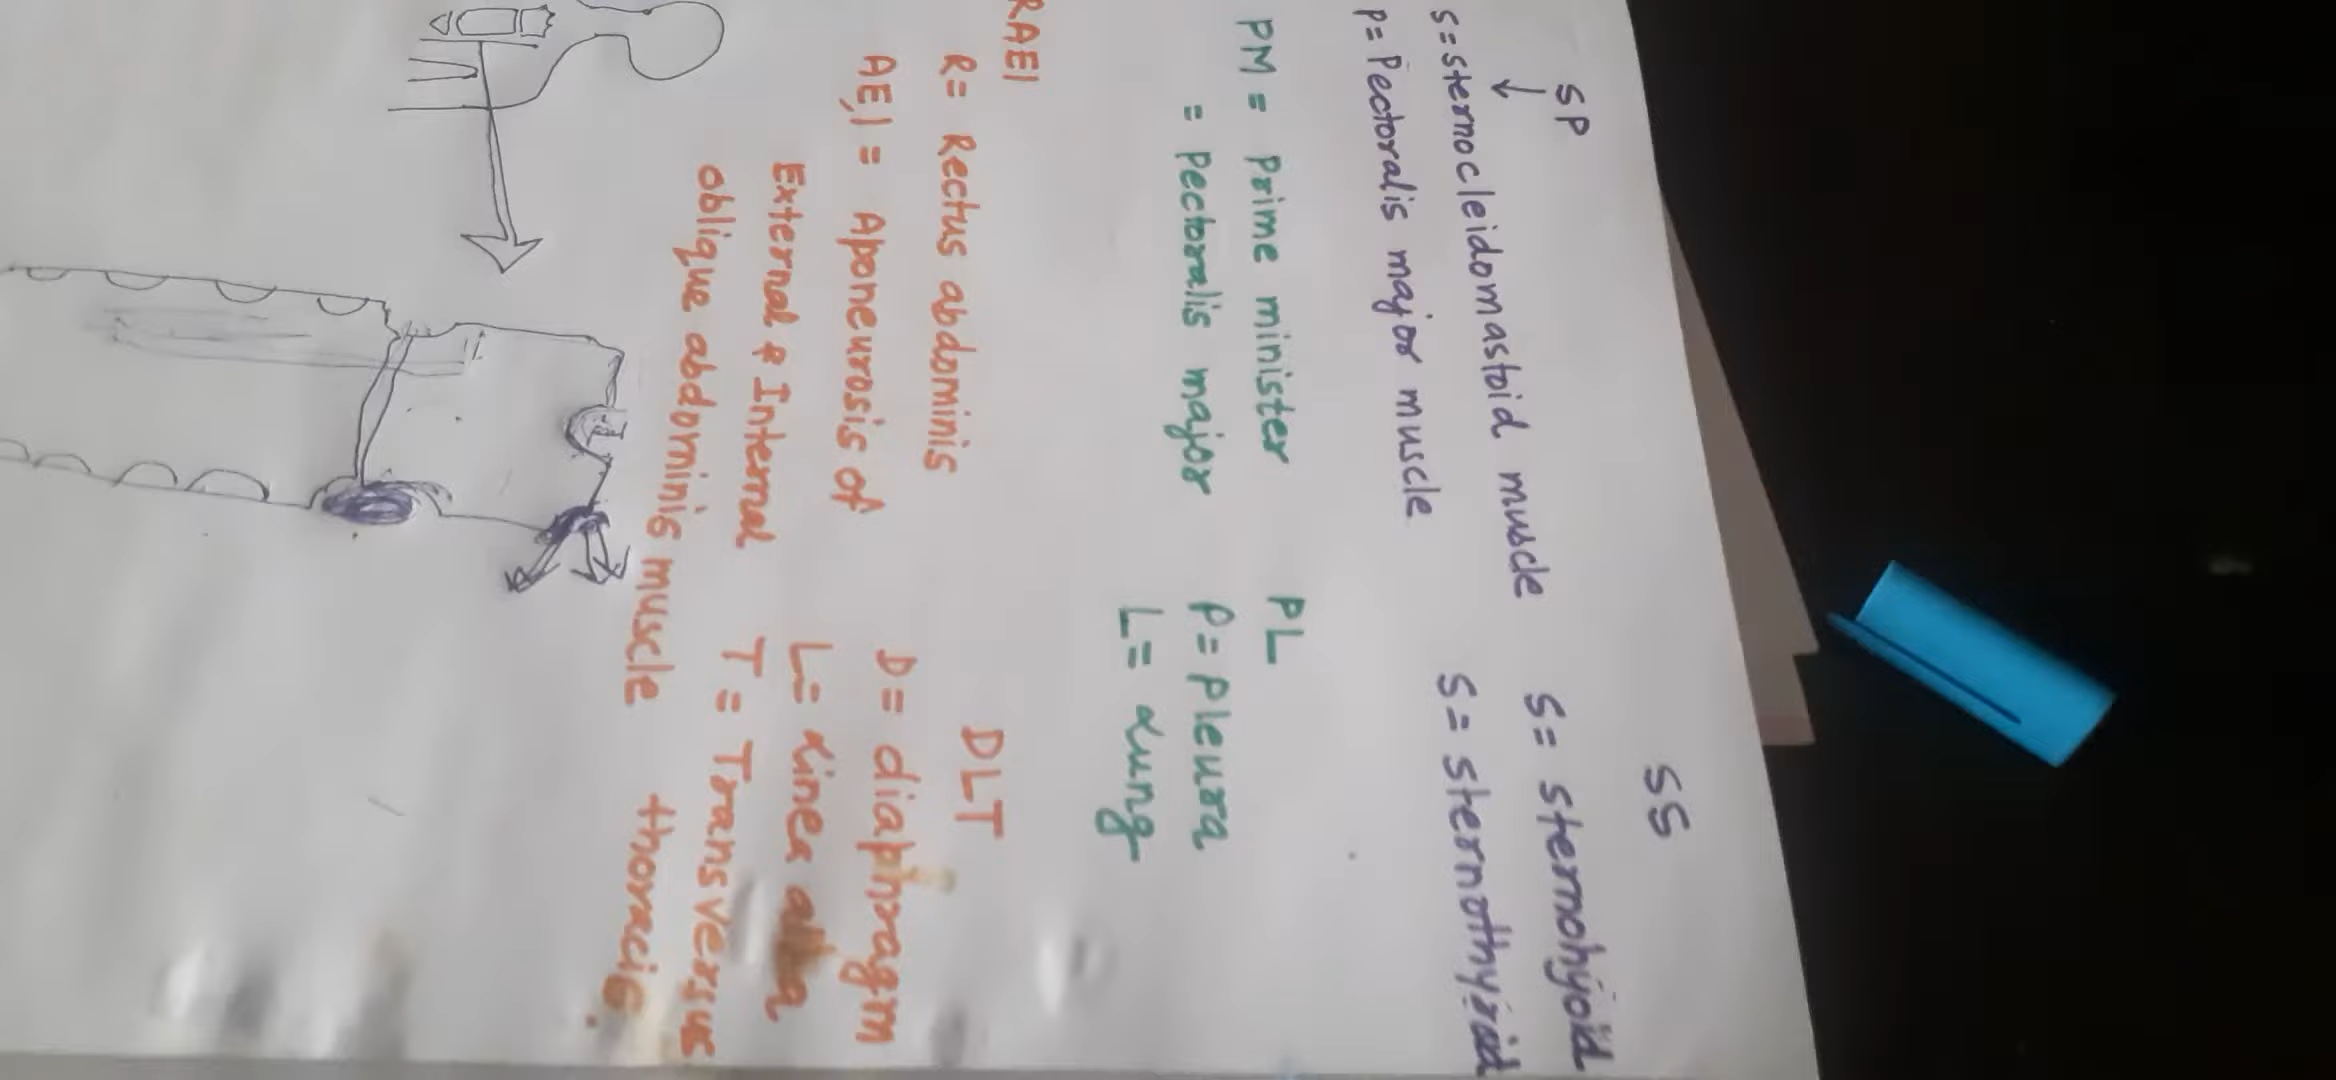 SP
↓
S= sternocleidomastoid muscle
P= Pectoralis major muscle
SS
S= sternohyoid
S= sternothyroid
PM = Prime minister
= Pectoralis major
PL
P= Pleura
L= Lung
RAEI
R= Rectus abdominis
AE,I = Aponeurosis of
External & Internal
oblique abdominis muscle
DLT
D= diaphragm
L= Linea alba
T = Transversus
thoracis.